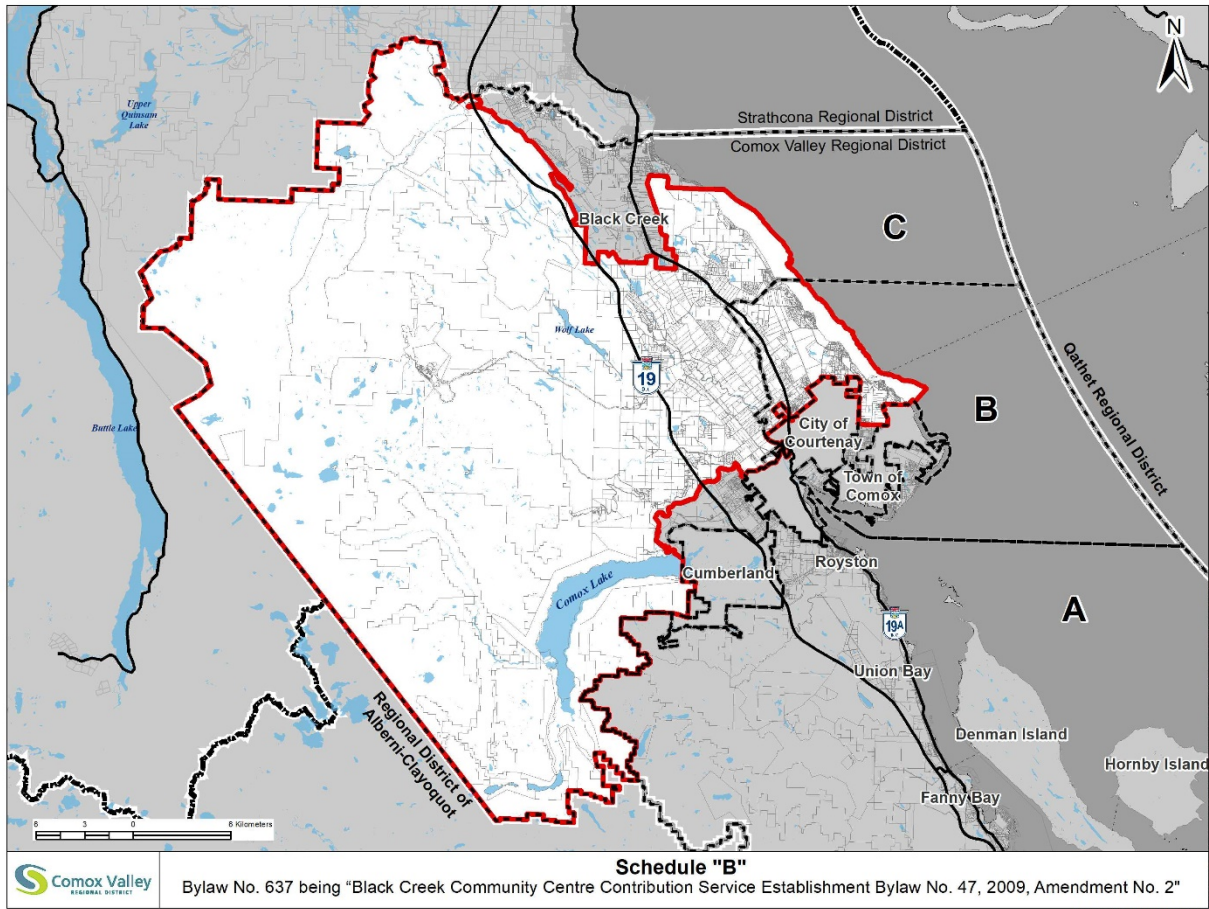 N
Upper
Quinsam
Lake
Strathcona Regional District
Comox Valley Regional District
Black Creek
C
Wolf Lake
19
B.C.
Qathet Regional District
B
City of
Courtenay
Buttle Lake
Town of
Comox
Royston
Cumberland
Comox Lake
A
19A
B.C.
Union Bay
Regional District of
Alberni-Clayoquot
Denman Island
Hornby Island
Fanny Bay
6 3 0 6 Kilometers
Comox Valley
REGIONAL DISTRICT
Schedule "B"
Bylaw No. 637 being “Black Creek Community Centre Contribution Service Establishment Bylaw No. 47, 2009, Amendment No. 2"